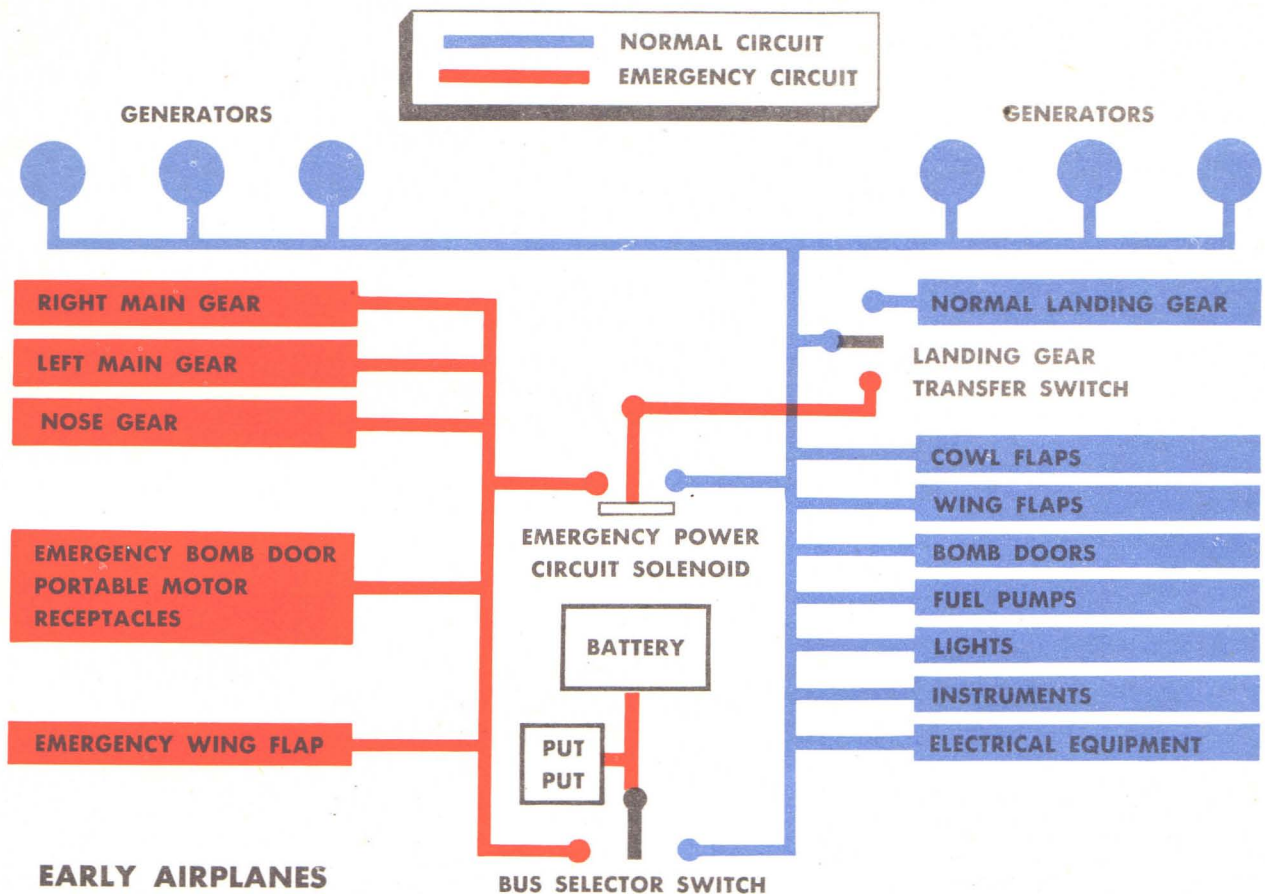 NORMAL CIRCUIT
EMERGENCY CIRCUIT
GENERATORS
GENERATORS
RIGHT MAIN GEAR
LEFT MAIN GEAR
NOSE GEAR
EMERGENCY BOMB DOOR
PORTABLE MOTOR
RECEPTACLES
EMERGENCY WING FLAP
NORMAL LANDING GEAR
LANDING GEAR
TRANSFER SWITCH
EMERGENCY POWER
CIRCUIT SOLENOID
BATTERY
PUT
PUT
COWL FLAPS
WING FLAPS
BOMB DOORS
FUEL PUMPS
LIGHTS
INSTRUMENTS
ELECTRICAL EQUIPMENT
EARLY AIRPLANES
BUS SELECTOR SWITCH